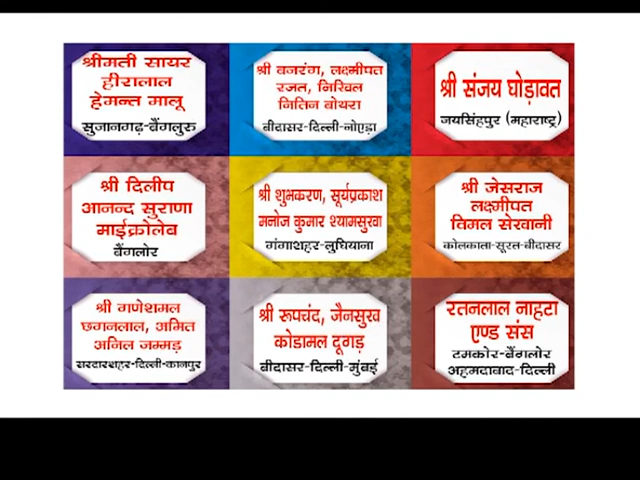 श्रीमती सायर
हीरालाल
हेमन्त मालू
सुजानगढ़-बैंगलुरु
श्री बजरंग, लक्ष्मीपत
रजत, निखिल
नितिन बोथरा
बीदासर-दिल्ली-नोएड़ा
श्री संजय घोड़ावत
जयसिंहपुर (महाराष्ट्र)
श्री दिलीप
आनन्द सुराणा
माईक्रोलेब
बैंगलोर
श्री शुभकरण, सूर्यप्रकाश
मनोज कुमार श्यामसुखा
गंगाशहर-लुधियाना
श्री जेसराज
लक्ष्मीपत
विमल सेखानी
कोलकाता-सूरत-बीदासर
श्री गणेशमल
छगनलाल, अमित
अनिल जम्मड़
सरदारशहर-दिल्ली-कानपुर
श्री रूपचंद, जैनसुख
कोडामल दूगड़
बीदासर-दिल्ली-मुंबई
रतनलाल नाहटा
एण्ड संस
टमकोर-बैंगलोर
अहमदाबाद-दिल्ली